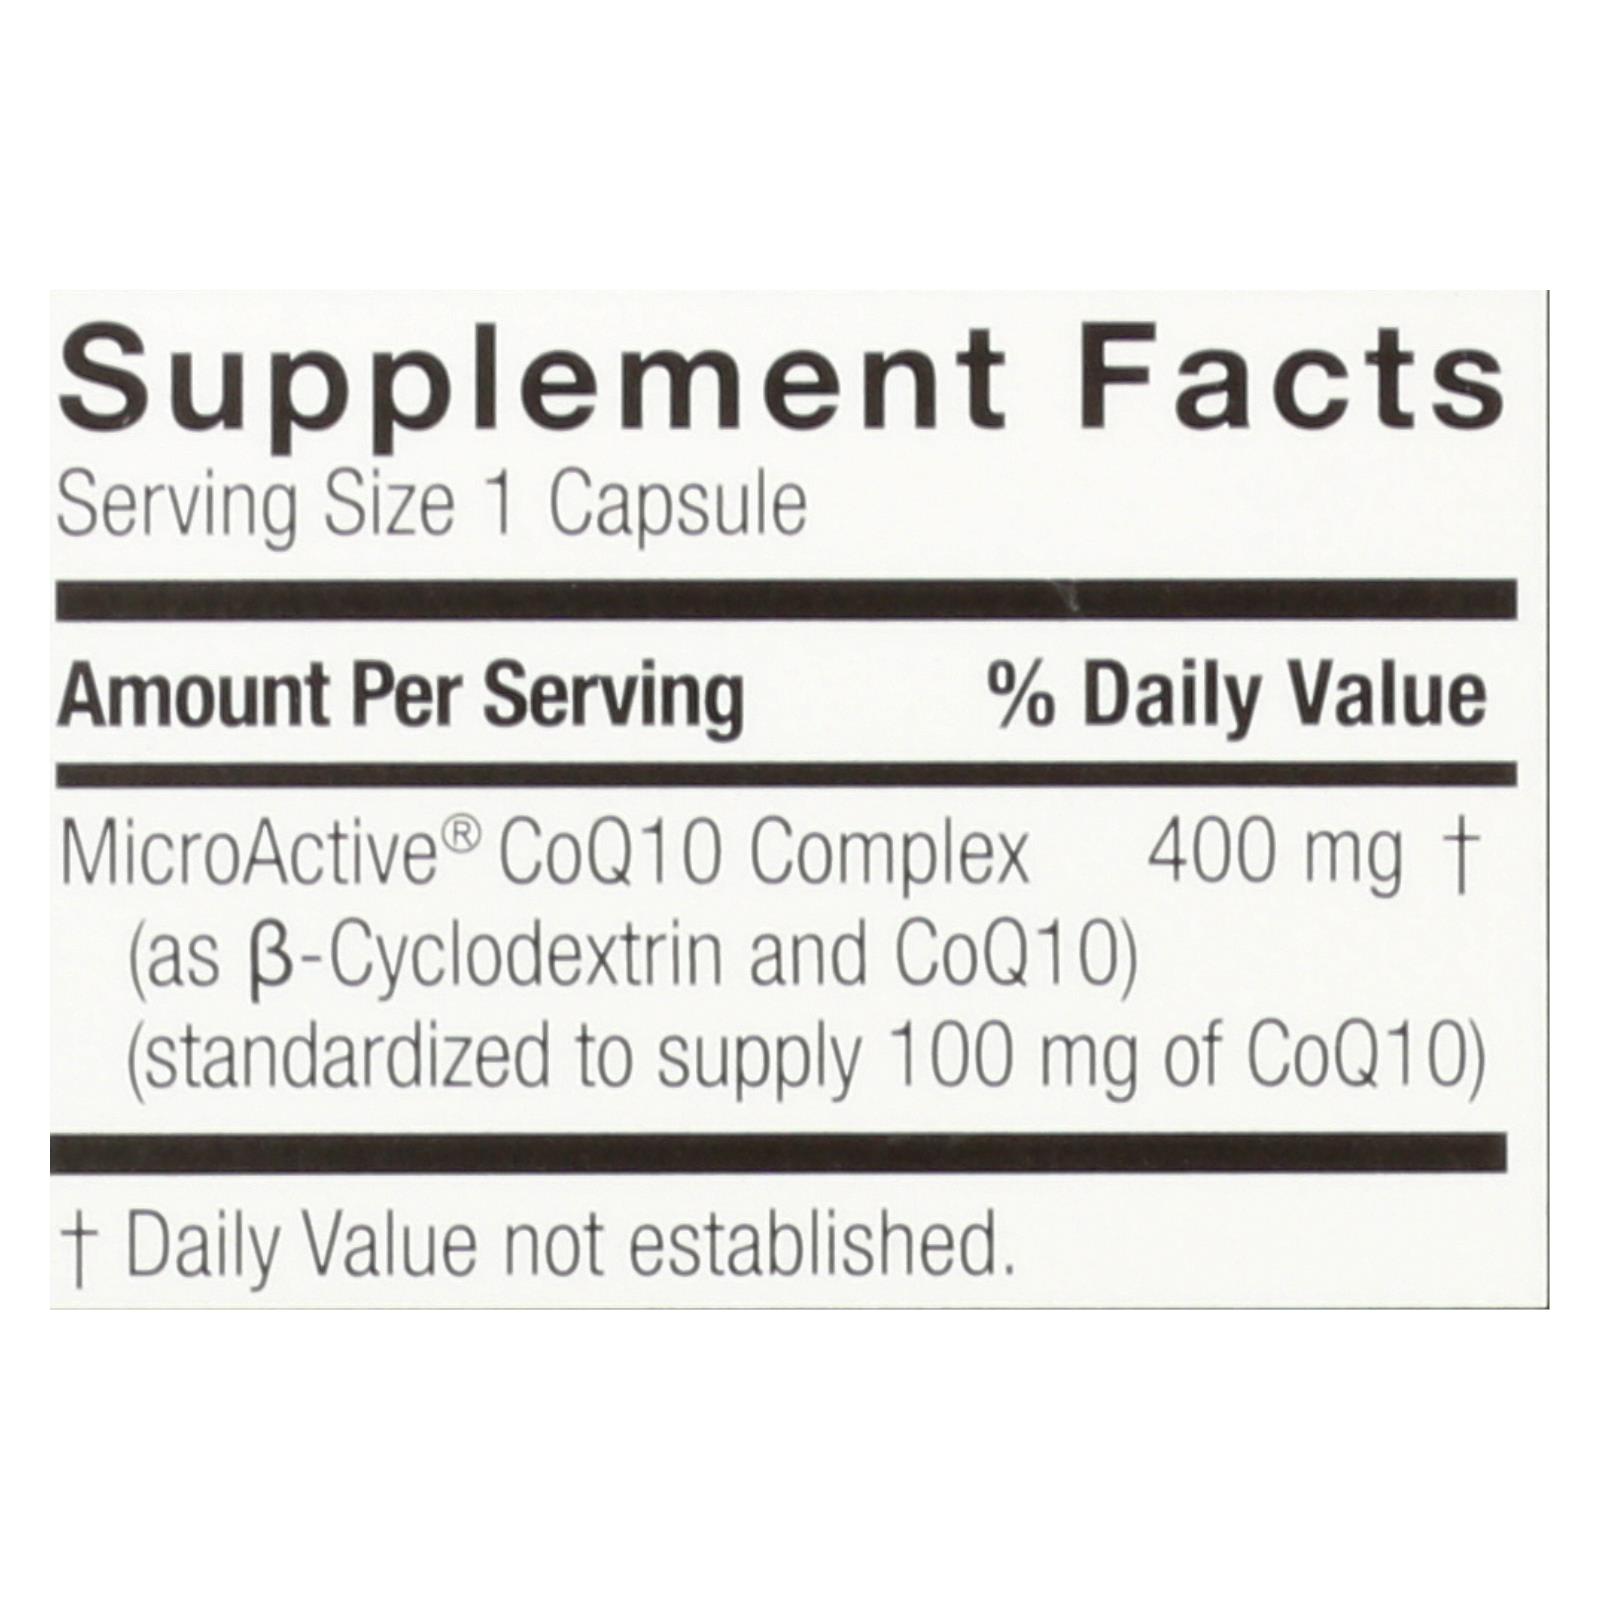 Supplement Facts
Serving Size 1 Capsule
Amount Per Serving % Daily Value
MicroActive® CoQ10 Complex 400 mg †
(as β-Cyclodextrin and CoQ10)
(standardized to supply 100 mg of CoQ10)
† Daily Value not established.